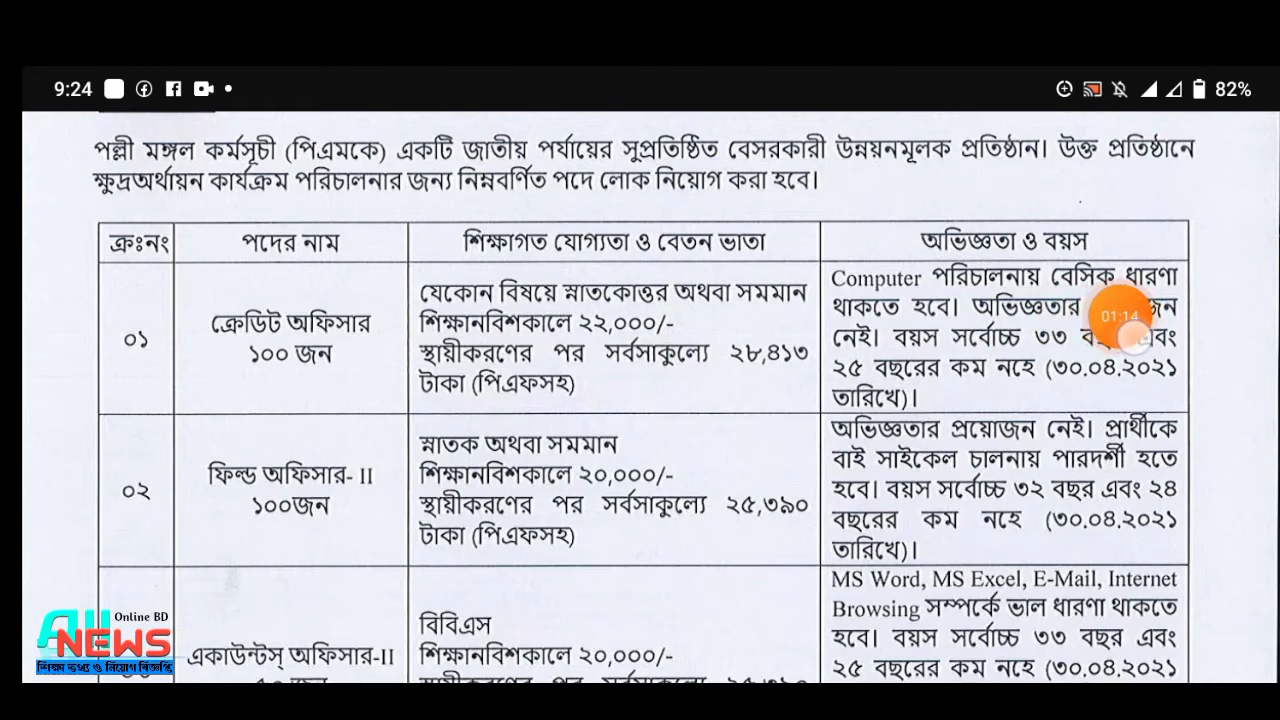 9:24
82%
পল্লী মঙ্গল কর্মসূচী (পিএমকে) একটি জাতীয় পর্যায়ের সুপ্রতিষ্ঠিত বেসরকারী উন্নয়নমূলক প্রতিষ্ঠান। উক্ত প্রতিষ্ঠানে
ক্ষুদ্রঅর্থায়ন কার্যক্রম পরিচালনার জন্য নিম্নবর্ণিত পদে লোক নিয়োগ করা হবে।
ক্রঃনং
পদের নাম
শিক্ষাগত যোগ্যতা ও বেতন ভাতা
অভিজ্ঞতা ও বয়স
০১
ক্রেডিট অফিসার
১০০ জন
যেকোন বিষয়ে স্নাতকোত্তর অথবা সমমান
শিক্ষানবিশকালে ২২,০০০/-
স্থায়ীকরণের পর সর্বসাকুল্যে ২৮,৪১৩
টাকা (পিএফসহ)
Computer পরিচালনায় বেসিক ধারণা
থাকতে হবে। অভিজ্ঞতার
নেই। বয়স সর্বোচ্চ ৩৩
২৫ বছরের কম নহে (৩০.০৪.২০২১
তারিখে)।
01:14
০২
ফিল্ড অফিসার- II
১০০জন
স্নাতক অথবা সমমান
শিক্ষানবিশকালে ২০,০০০/-
স্থায়ীকরণের পর সর্বসাকুল্যে ২৫,৩৯০
টাকা (পিএফসহ)
অভিজ্ঞতার প্রয়োজন নেই। প্রার্থীকে
বাই সাইকেল চালনায় পারদর্শী হতে
হবে। বয়স সর্বোচ্চ ৩২ বছর এবং ২৪
বছরের কম নহে (৩০.০৪.২০২১
তারিখে)।
একাউন্টস্ অফিসার-II
বিবিএস
শিক্ষানবিশকালে ২০,০০০/-
MS Word, MS Excel, E-Mail, Internet
Browsing সম্পর্কে ভাল ধারণা থাকতে
হবে। বয়স সর্বোচ্চ ৩৩ বছর এবং
২৫ বছরের কম নহে (৩০.০৪.২০২১
Online BD
NEWS
শিক্ষা তথ্য ও নিয়োগ বিজ্ঞপ্তি